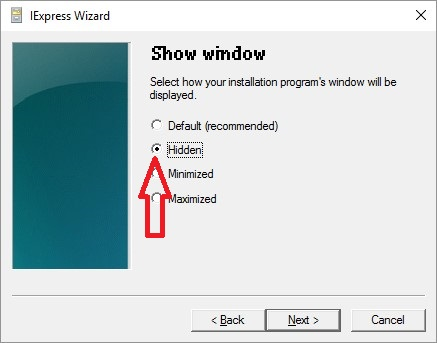 IExpress Wizard
Show window
Select how your installation program's window will be
displayed.
Default (recommended)
Hidden
Minimized
Maximized
< Back
Next >
Cancel